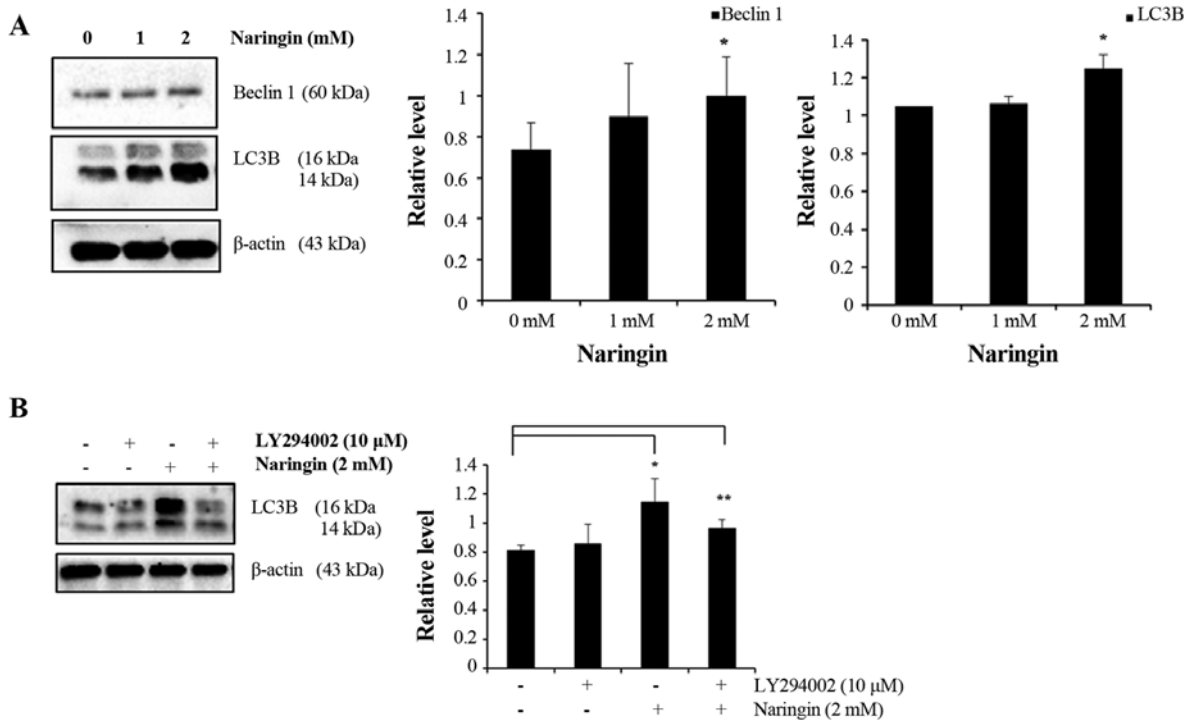 A
0 1 2 Naringin (mM)
Beclin 1 (60 kDa)
LC3B (16 kDa
14 kDa)
β-actin (43 kDa)
Beclin 1
1.4
1.2
1
0.8
0.6
0.4
0.2
0
Relative level
0 mM 1 mM 2 mM
*
Naringin
LC3B
1.4
1.2
1
0.8
0.6
0.4
0.2
0
Relative level
0 mM 1 mM 2 mM
*
Naringin
B
- + - + LY294002 (10 μM)
- - + + Naringin (2 mM)
LC3B (16 kDa
14 kDa)
β-actin (43 kDa)
1.4
1.2
1
0.8
0.6
0.4
0.2
0
Relative level
* **
- + - + LY294002 (10 μM)
- - + + Naringin (2 mM)